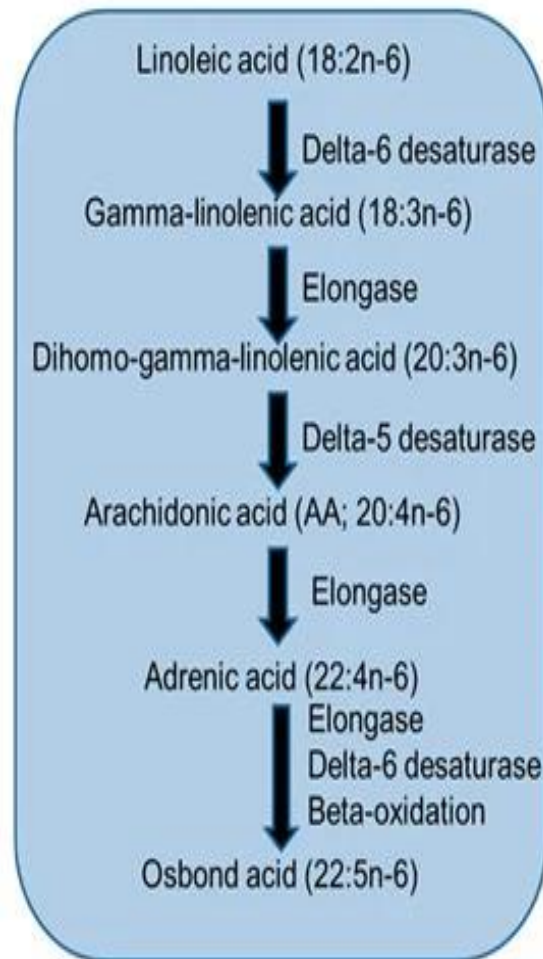 Linoleic acid (18:2n-6)
Delta-6 desaturase
Gamma-linolenic acid (18:3n-6)
Elongase
Dihomo-gamma-linolenic acid (20:3n-6)
Delta-5 desaturase
Arachidonic acid (AA; 20:4n-6)
Elongase
Adrenic acid (22:4n-6)
Elongase
Delta-6 desaturase
Beta-oxidation
Osbond acid (22:5n-6)